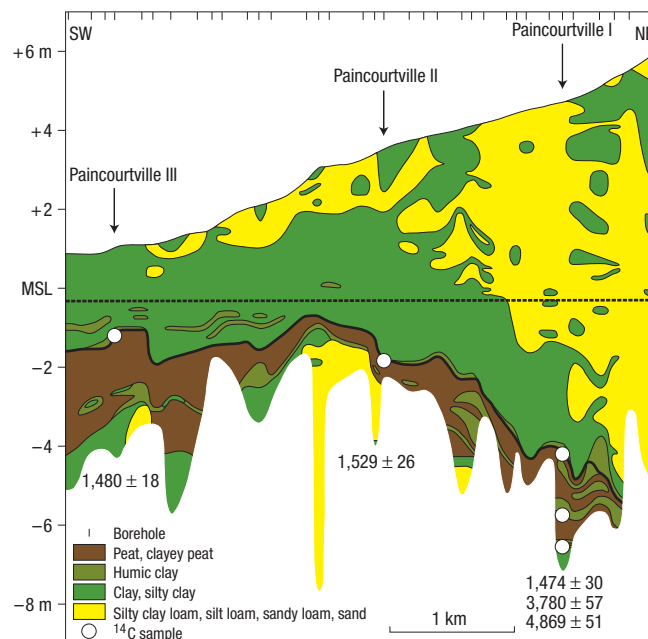 +6 m
SW
Paincourtville I
Paincourtville II
+4
Paincourtville III
+2
MSL
−2
−4
1,480 ± 18
1,529 ± 26
−6
Borehole
Peat, clayey peat
Humic clay
Clay, silty clay
Silty clay loam, silt loam, sandy loam, sand
14C sample
−8 m
1 km
1,474 ± 30
3,780 ± 57
4,869 ± 51